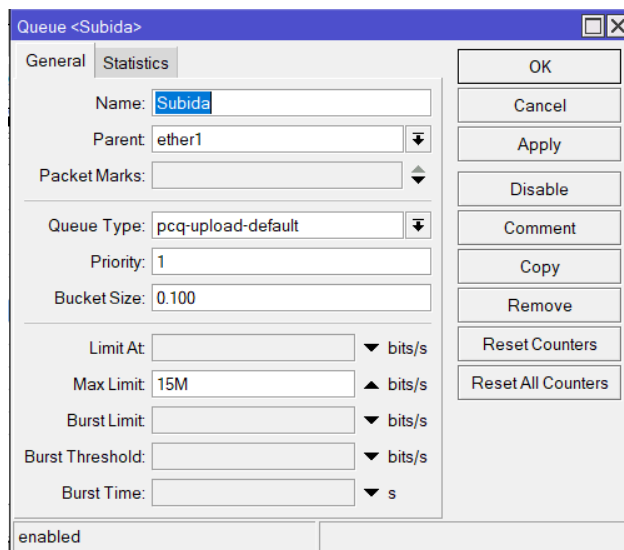 Queue <Subida>
General Statistics
Name: Subida
Parent: ether1
Packet Marks:
Queue Type: pcq-upload-default
Priority: 1
Bucket Size: 0.100
Limit At: bits/s
Max Limit: 15M bits/s
Burst Limit: bits/s
Burst Threshold: bits/s
Burst Time: s
enabled
OK
Cancel
Apply
Disable
Comment
Copy
Remove
Reset Counters
Reset All Counters